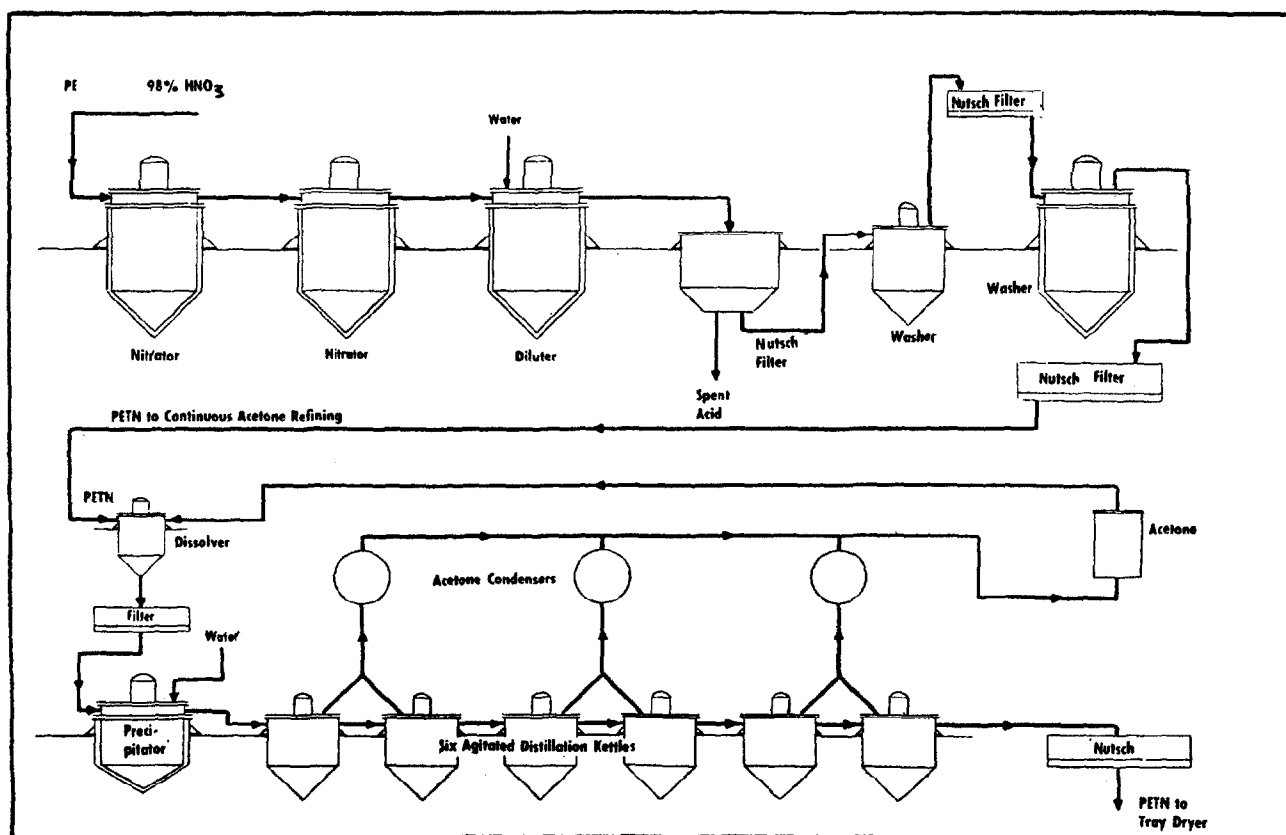 PE 98% HNO3
Nutsch Filter
Water
Nitrator
Nitrator
Diluter
Nutsch
Filter
Spent
Acid
Washer
Washer
Nutsch Filter
PETN to Continuous Acetone Refining
PETN
Dissolver
Acetone
Acetone Condensers
Filter
Water
Preci-
pitator
Six Agitated Distillation Kettles
Nutsch
PETN to
Tray Dryer